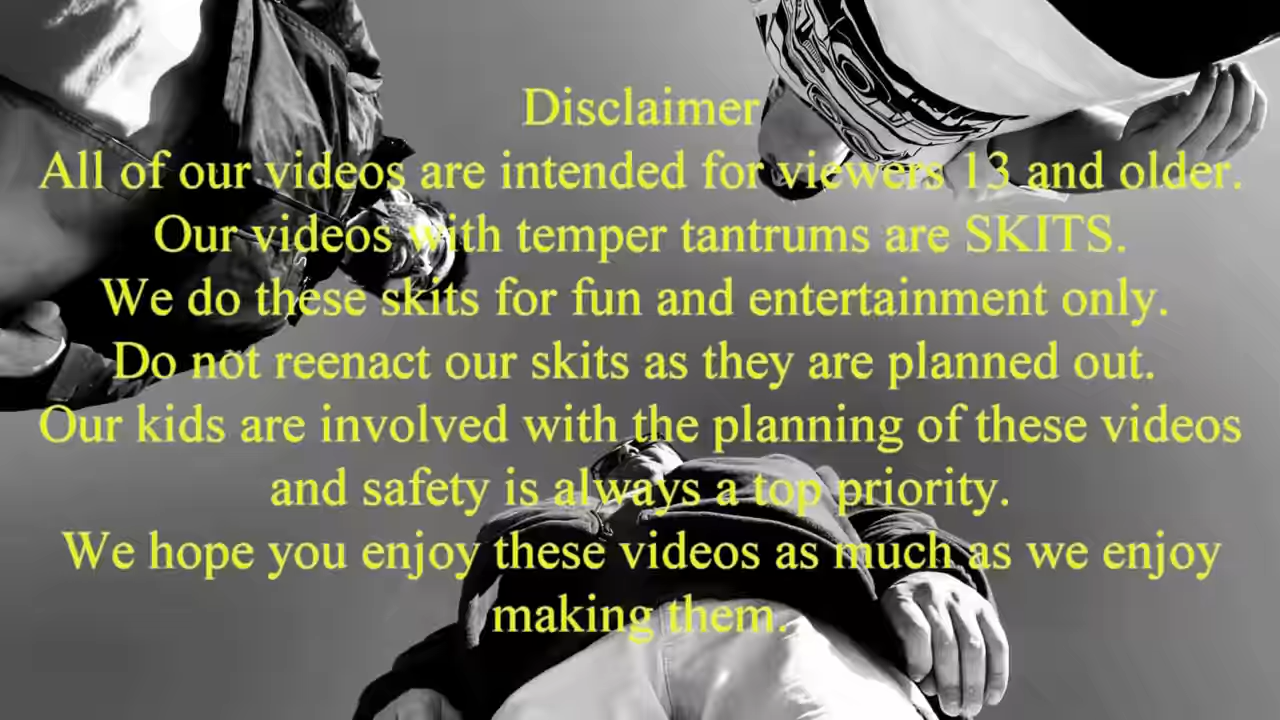 Disclaimer
All of our videos are intended for viewers 13 and older.
Our videos with temper tantrums are SKITS.
We do these skits for fun and entertainment only.
Do not reenact our skits as they are planned out.
Our kids are involved with the planning of these videos
and safety is always a top priority.
We hope you enjoy these videos as much as we enjoy
making them.